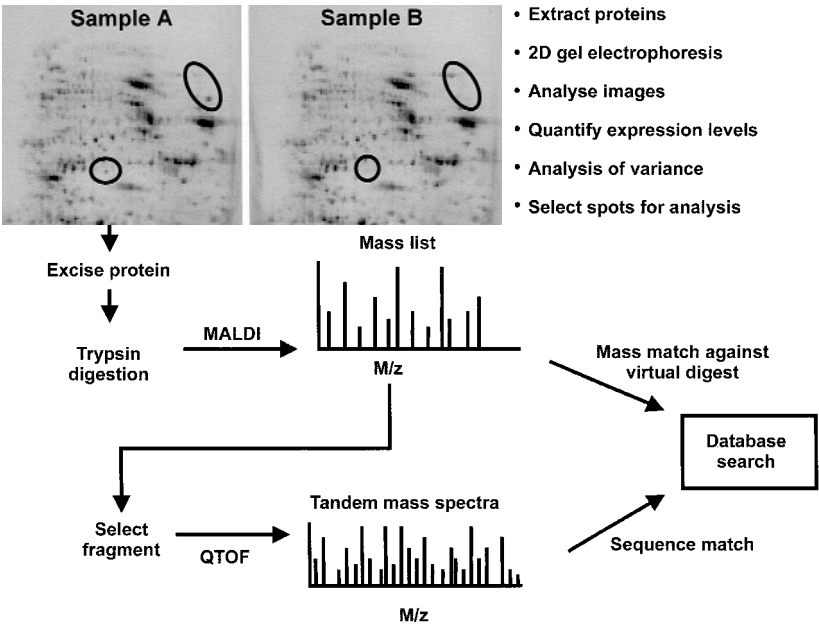 Sample A
Sample B
• Extract proteins
• 2D gel electrophoresis
• Analyse images
• Quantify expression levels
• Analysis of variance
• Select spots for analysis
Excise protein
Trypsin
digestion
MALDI
Mass list
M/z
Mass match against
virtual digest
Database
search
Select
fragment
QTOF
Tandem mass spectra
M/z
Sequence match